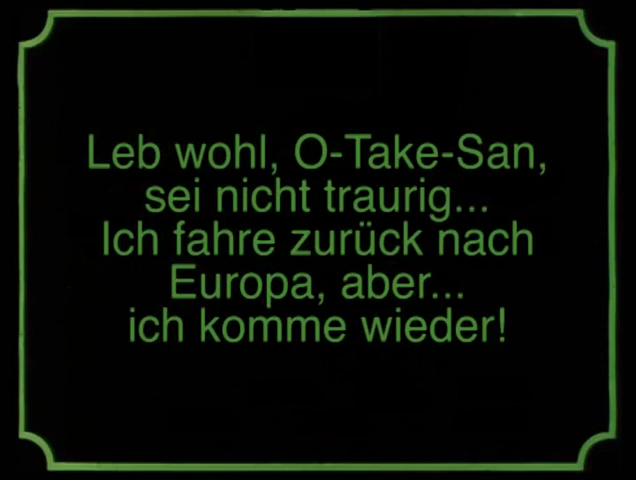 Leb wohl, O-Take-San,
sei nicht traurig...
Ich fahre zurück nach
Europa, aber...
ich komme wieder!